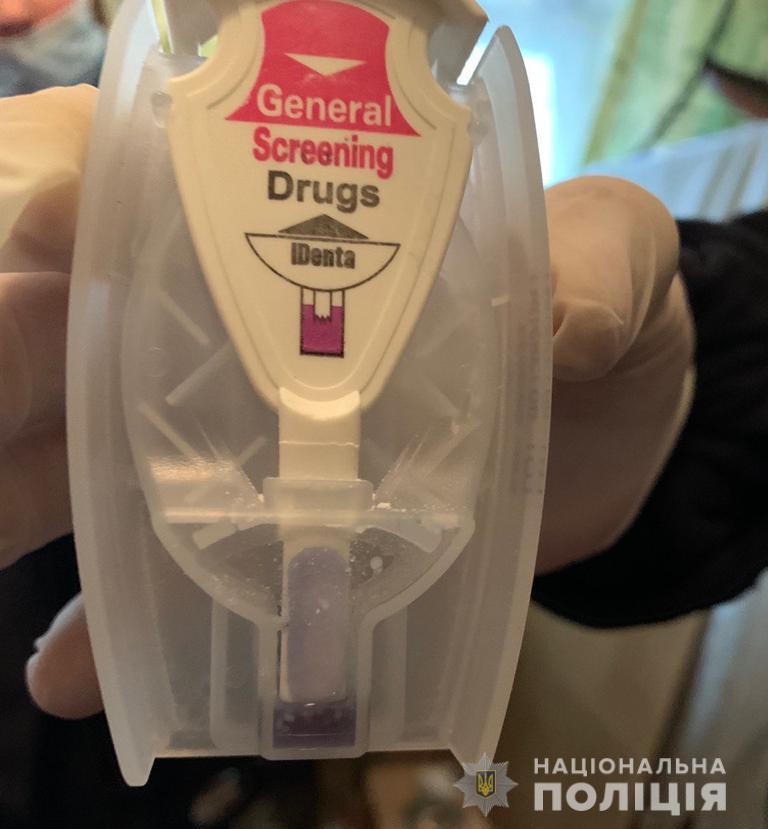 General
Screening
Drugs
IDenta
НАЦІОНАЛЬНА
ПОЛІЦІЯ